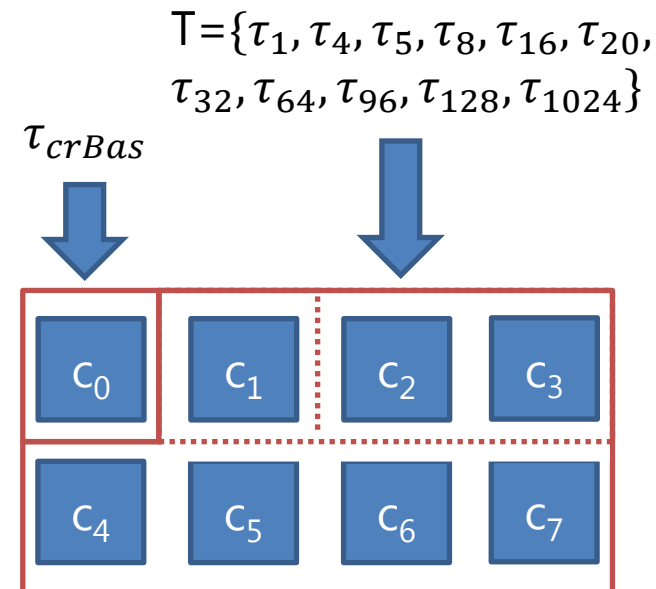 T={τ₁, τ₄, τ₅, τ₈, τ₁₆, τ₂₀,
τ₃₂, τ₆₄, τ₉₆, τ₁₂₈, τ₁₀₂₄}
τ_crBas
c₀ c₁ c₂ c₃
c₄ c₅ c₆ c₇